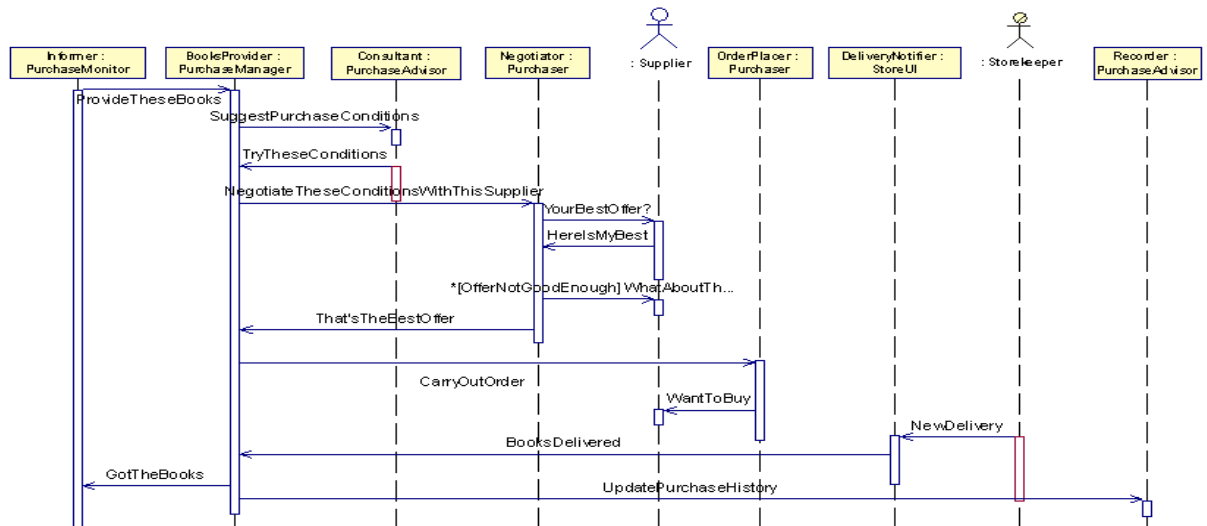 Informer :
PurchaseMonitor
BooksProvider :
PurchaseManager
Consultant :
PurchaseAdvisor
Negotiator :
Purchaser
: Supplier
OrderPlacer :
Purchaser
DeliveryNotifier :
StoreUI
: Storekeeper
Recorder :
PurchaseAdvisor
ProvideTheseBooks
SuggestPurchaseConditions
TryTheseConditions
NegotiateTheseConditionsWithThisSupplier
YourBestOffer?
HereIsMyBest
*[OfferNotGoodEnough] WhatAboutTh...
That'sTheBestOffer
CarryOutOrder
WantToBuy
NewDelivery
BooksDelivered
GotTheBooks
UpdatePurchaseHistory